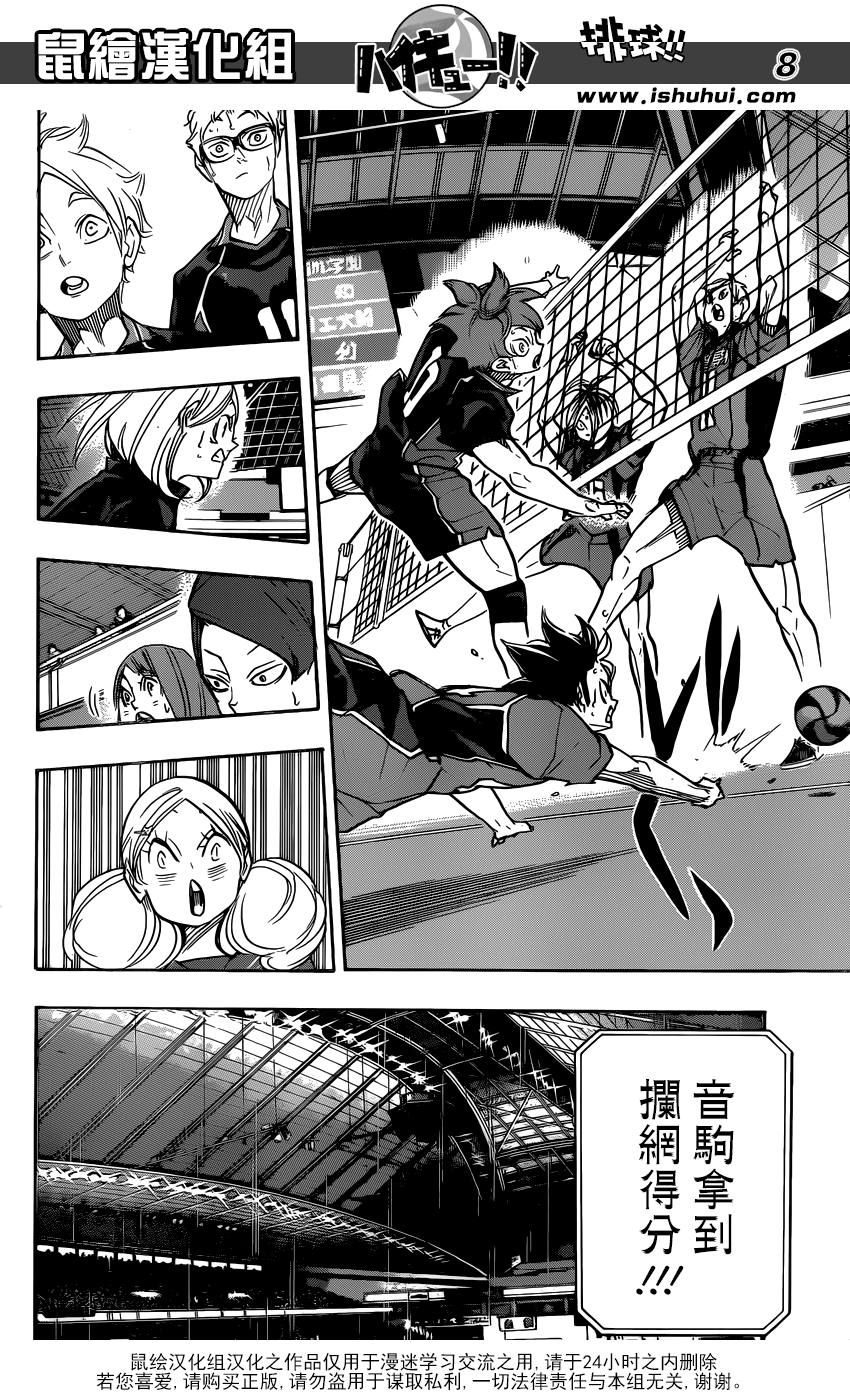 鼠繪漢化組
ハイキュー!!
排球!!
8
www.ishuhui.com
10
音駒拿到
攔網得分!!!
鼠绘汉化组汉化之作品仅用于漫迷学习交流之用,请于24小时之内删除
若您喜爱,请购买正版,请勿盗用于谋取私利,一切法律责任与本组无关,谢谢。